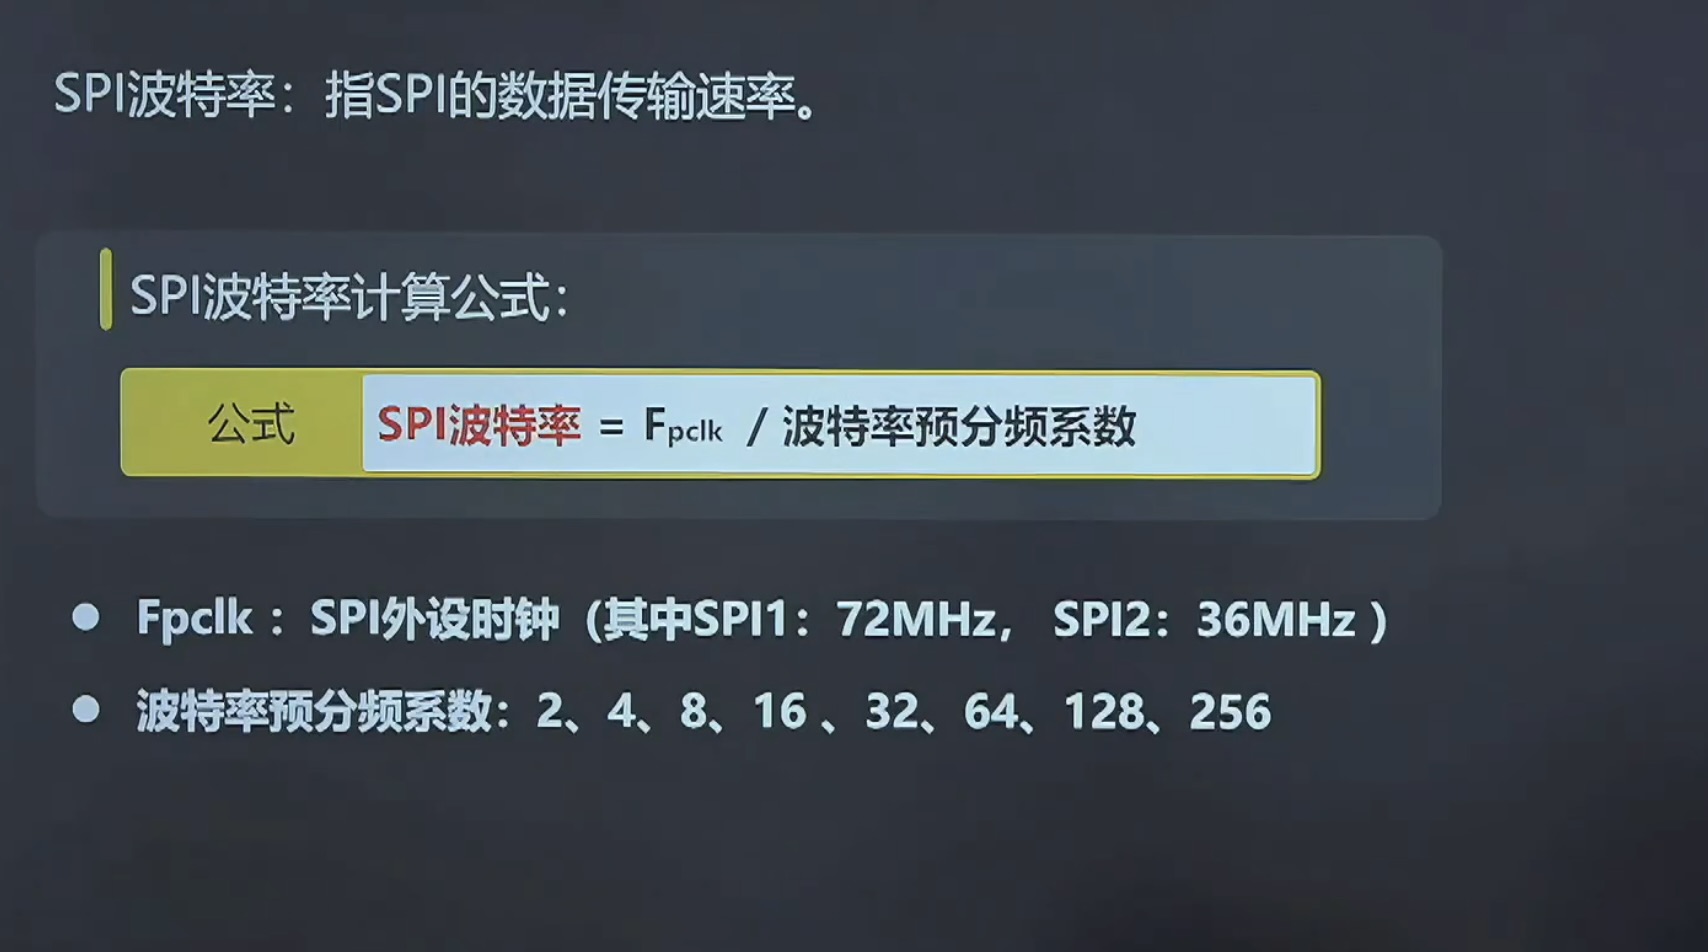 SPI波特率：指SPI的数据传输速率。
SPI波特率计算公式：
公式 SPI波特率 = Fpclk / 波特率预分频系数
Fpclk ：SPI外设时钟（其中SPI1：72MHz， SPI2：36MHz ）
波特率预分频系数：2、4、8、16 、32、64、128、256